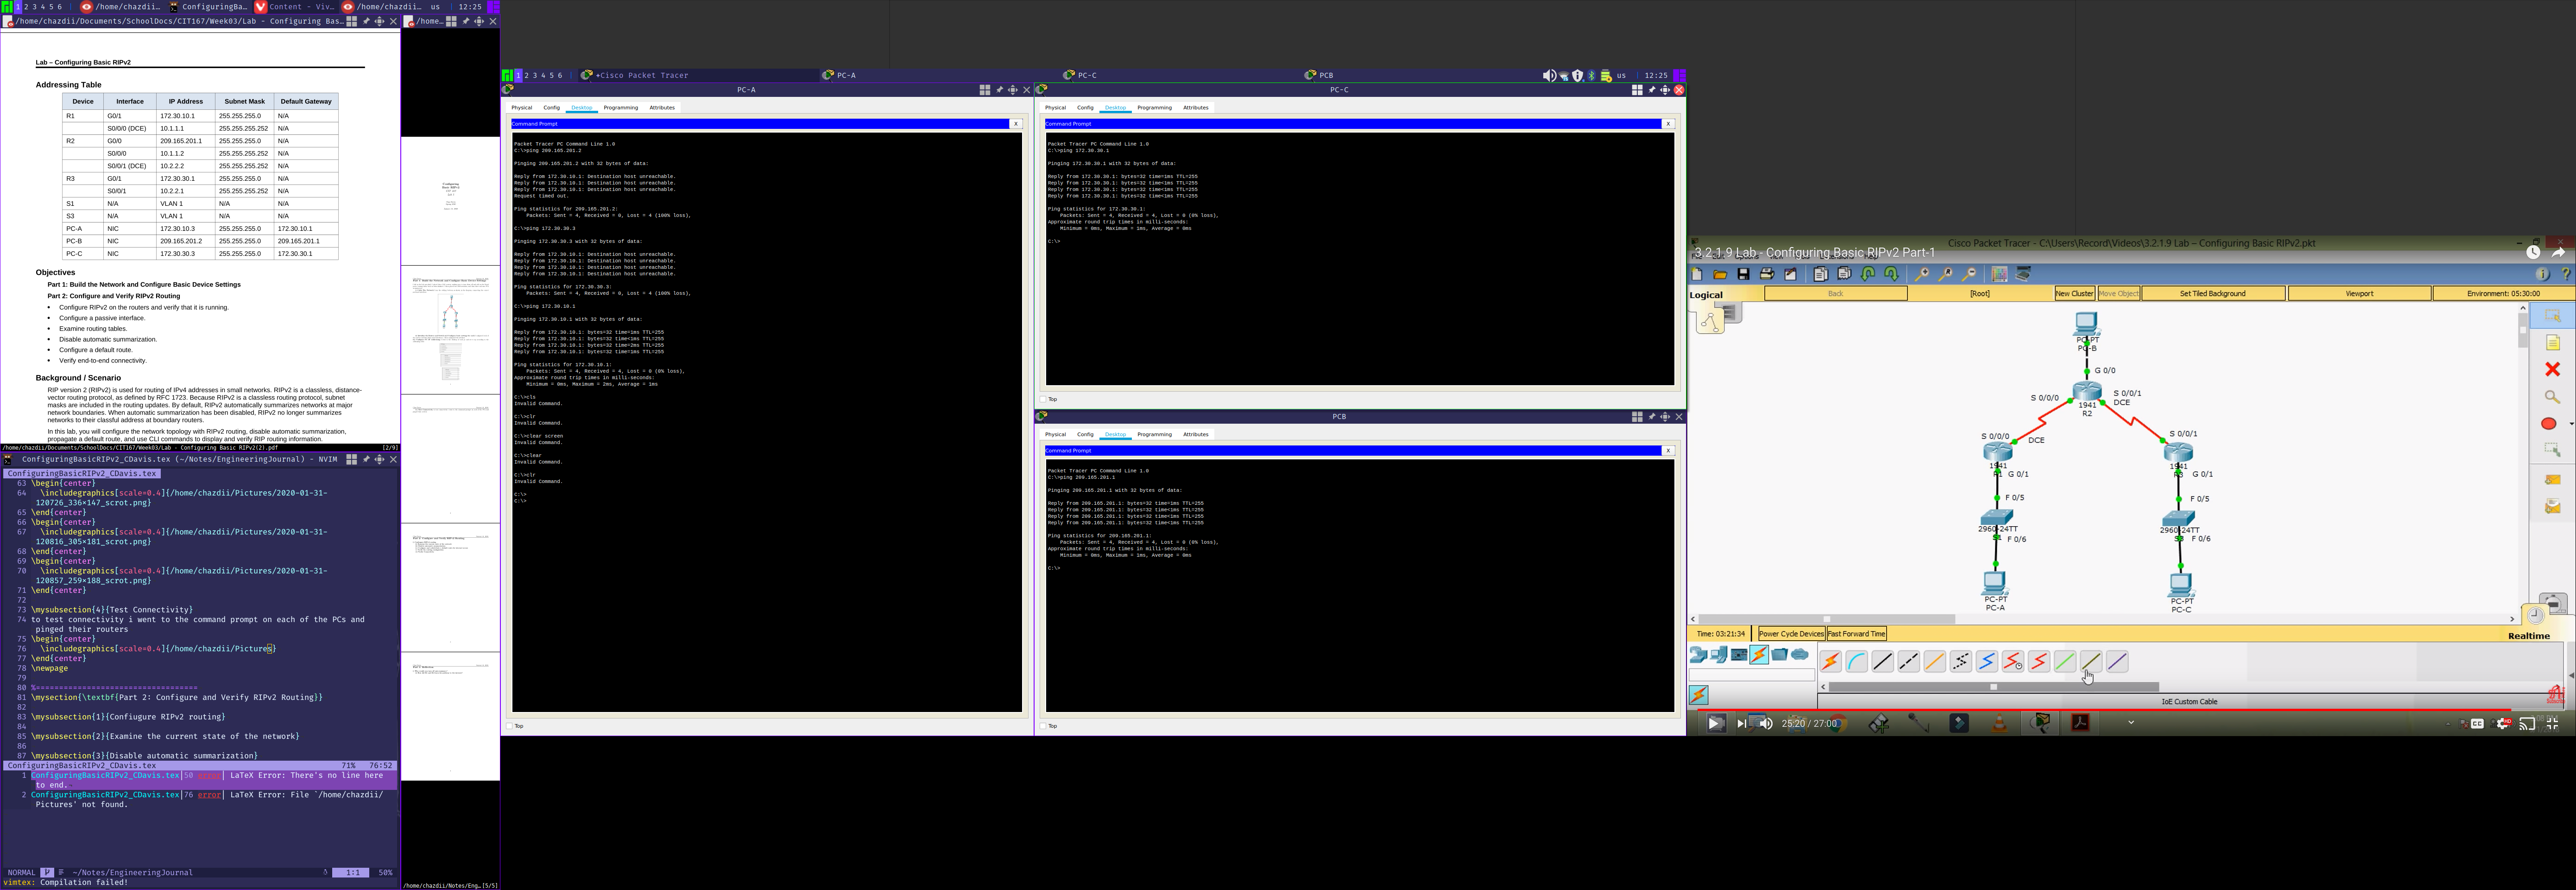 1 2 3 4 5 6 /home/chazdii... ConfiguringBa... Content - Viv... /home/chazdii... us 12:25
/home/chazdii/Documents/SchoolDocs/CIT167/Week03/Lab - Configuring Bas...
/home...
Lab – Configuring Basic RIPv2
Addressing Table
Device Interface IP Address Subnet Mask Default Gateway
R1 G0/1 172.30.10.1 255.255.255.0 N/A
S0/0/0 (DCE) 10.1.1.1 255.255.255.252 N/A
R2 G0/0 209.165.201.1 255.255.255.0 N/A
S0/0/0 10.1.1.2 255.255.255.252 N/A
S0/0/1 (DCE) 10.2.2.2 255.255.255.252 N/A
R3 G0/1 172.30.30.1 255.255.255.0 N/A
S0/0/1 10.2.2.1 255.255.255.252 N/A
S1 N/A VLAN 1 N/A N/A
S3 N/A VLAN 1 N/A N/A
PC-A NIC 172.30.10.3 255.255.255.0 172.30.10.1
PC-B NIC 209.165.201.2 255.255.255.0 209.165.201.1
PC-C NIC 172.30.30.3 255.255.255.0 172.30.30.1
Objectives
Part 1: Build the Network and Configure Basic Device Settings
Part 2: Configure and Verify RIPv2 Routing
• Configure RIPv2 on the routers and verify that it is running.
• Configure a passive interface.
• Examine routing tables.
• Disable automatic summarization.
• Configure a default route.
• Verify end-to-end connectivity.
Background / Scenario
RIP version 2 (RIPv2) is used for routing of IPv4 addresses in small networks. RIPv2 is a classless, distance-
vector routing protocol, as defined by RFC 1723. Because RIPv2 is a classless routing protocol, subnet
masks are included in the routing updates. By default, RIPv2 automatically summarizes networks at major
network boundaries. When automatic summarization has been disabled, RIPv2 no longer summarizes
networks to their classful address at boundary routers.
In this lab, you will configure the network topology with RIPv2 routing, disable automatic summarization,
propagate a default route, and use CLI commands to display and verify RIP routing information.
/home/chazdii/Documents/SchoolDocs/CIT167/Week03/Lab - Configuring Basic RIPv2(2).pdf [2/9]
ConfiguringBasicRIPv2_CDavis.tex (~/Notes/EngineeringJournal) - NVIM
ConfiguringBasicRIPv2_CDavis.tex
63 \begin{center}
64 \includegraphics[scale=0.4]{/home/chazdii/Pictures/2020-01-31-
120726_336×147_scrot.png}
65 \end{center}
66 \begin{center}
67 \includegraphics[scale=0.4]{/home/chazdii/Pictures/2020-01-31-
120816_305×181_scrot.png}
68 \end{center}
69 \begin{center}
70 \includegraphics[scale=0.4]{/home/chazdii/Pictures/2020-01-31-
120857_259×188_scrot.png}
71 \end{center}
72
73 \mysubsection{4}{Test Connectivity}
74 to test connectivity i went to the command prompt on each of the PCs and
pinged their routers
75 \begin{center}
76 \includegraphics[scale=0.4]{/home/chazdii/Pictures}
77 \end{center}
78 \newpage
79
80 %==================================
81 \mysection{\textbf{Part 2: Configure and Verify RIPv2 Routing}}
82
83 \mysubsection{1}{Confiugure RIPv2 routing}
84
85 \mysubsection{2}{Examine the current state of the network}
86
87 \mysubsection{3}{Disable automatic summarization}
ConfiguringBasicRIPv2_CDavis.tex 71% 76:52
1 ConfiguringBasicRIPv2_CDavis.tex|50 error| LaTeX Error: There's no line here
to end.
2 ConfiguringBasicRIPv2_CDavis.tex|76 error| LaTeX Error: File `/home/chazdii/
Pictures' not found.
NORMAL ~/Notes/EngineeringJournal 1:1 50%
vimtex: Compilation failed!
/home/chazdii/Notes/Eng…[5/5]
1 2 3 4 5 6 +Cisco Packet Tracer PC-A PC-C PCB us 12:25
PC-A
Physical Config Desktop Programming Attributes
Command Prompt X
Packet Tracer PC Command Line 1.0
C:\>ping 209.165.201.2
Pinging 209.165.201.2 with 32 bytes of data:
Reply from 172.30.10.1: Destination host unreachable.
Reply from 172.30.10.1: Destination host unreachable.
Reply from 172.30.10.1: Destination host unreachable.
Request timed out.
Ping statistics for 209.165.201.2:
Packets: Sent = 4, Received = 0, Lost = 4 (100% loss),
C:\>ping 172.30.30.3
Pinging 172.30.30.3 with 32 bytes of data:
Reply from 172.30.10.1: Destination host unreachable.
Reply from 172.30.10.1: Destination host unreachable.
Reply from 172.30.10.1: Destination host unreachable.
Reply from 172.30.10.1: Destination host unreachable.
Ping statistics for 172.30.30.3:
Packets: Sent = 4, Received = 0, Lost = 4 (100% loss),
C:\>ping 172.30.10.1
Pinging 172.30.10.1 with 32 bytes of data:
Reply from 172.30.10.1: bytes=32 time=1ms TTL=255
Reply from 172.30.10.1: bytes=32 time<1ms TTL=255
Reply from 172.30.10.1: bytes=32 time=2ms TTL=255
Reply from 172.30.10.1: bytes=32 time=1ms TTL=255
Ping statistics for 172.30.10.1:
Packets: Sent = 4, Received = 4, Lost = 0 (0% loss),
Approximate round trip times in milli-seconds:
Minimum = 0ms, Maximum = 2ms, Average = 1ms
C:\>cls
Invalid Command.
C:\>clr
Invalid Command.
C:\>clear screen
Invalid Command.
C:\>clear
Invalid Command.
C:\>clr
Invalid Command.
C:\>
C:\>
Top
PC-C
Physical Config Desktop Programming Attributes
Command Prompt X
Packet Tracer PC Command Line 1.0
C:\>ping 172.30.30.1
Pinging 172.30.30.1 with 32 bytes of data:
Reply from 172.30.30.1: bytes=32 time=1ms TTL=255
Reply from 172.30.30.1: bytes=32 time<1ms TTL=255
Reply from 172.30.30.1: bytes=32 time<1ms TTL=255
Reply from 172.30.30.1: bytes=32 time<1ms TTL=255
Ping statistics for 172.30.30.1:
Packets: Sent = 4, Received = 4, Lost = 0 (0% loss),
Approximate round trip times in milli-seconds:
Minimum = 0ms, Maximum = 1ms, Average = 0ms
C:\>
Top
PCB
Physical Config Desktop Programming Attributes
Command Prompt X
Packet Tracer PC Command Line 1.0
C:\>ping 209.165.201.1
Pinging 209.165.201.1 with 32 bytes of data:
Reply from 209.165.201.1: bytes=32 time=1ms TTL=255
Reply from 209.165.201.1: bytes=32 time<1ms TTL=255
Reply from 209.165.201.1: bytes=32 time<1ms TTL=255
Reply from 209.165.201.1: bytes=32 time<1ms TTL=255
Ping statistics for 209.165.201.1:
Packets: Sent = 4, Received = 4, Lost = 0 (0% loss),
Approximate round trip times in milli-seconds:
Minimum = 0ms, Maximum = 1ms, Average = 0ms
C:\>
Top
Cisco Packet Tracer - C:\Users\Record\Videos\3.2.1.9 Lab – Configuring Basic RIPv2.pkt
3.2.1.9 Lab - Configuring Basic RIPv2 Part-1
Logical Back [Root] New Cluster Move Object Set Tiled Background Viewport Environment: 05:30:00
PC-PT
PC-B
G 0/0
S 0/0/0 S 0/0/1
1941 DCE
R2
S 0/0/0 DCE S 0/0/1
1941 1941
G 0/1 G 0/1
F 0/5 F 0/5
2960-24TT 2960-24TT
F 0/6 F 0/6
PC-PT PC-PT
PC-A PC-C
Time: 03:21:34 Power Cycle Devices Fast Forward Time
Realtime
IoE Custom Cable
25:20 / 27:00 CC HD